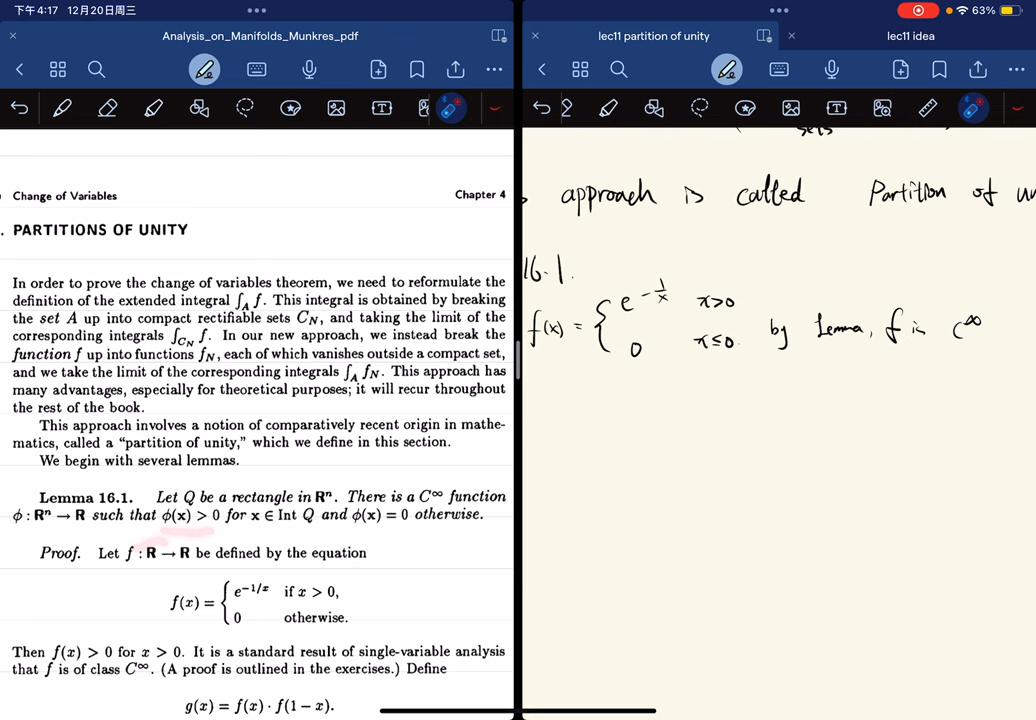 下午4:17 12月20日周三
63%
Analysis_on_Manifolds_Munkres_pdf
lec11 partition of unity
lec11 idea
Change of Variables
Chapter 4
. PARTITIONS OF UNITY
In order to prove the change of variables theorem, we need to reformulate the
definition of the extended integral ∫_A f. This integral is obtained by breaking
the set A up into compact rectifiable sets C_N, and taking the limit of the
corresponding integrals ∫_{C_N} f. In our new approach, we instead break the
function f up into functions f_N, each of which vanishes outside a compact set,
and we take the limit of the corresponding integrals ∫_A f_N. This approach has
many advantages, especially for theoretical purposes; it will recur throughout
the rest of the book.
This approach involves a notion of comparatively recent origin in mathe-
matics, called a "partition of unity," which we define in this section.
We begin with several lemmas.
Lemma 16.1. Let Q be a rectangle in Rⁿ. There is a C^∞ function
ϕ : Rⁿ → R such that ϕ(x) > 0 for x ∈ Int Q and ϕ(x) = 0 otherwise.
Proof. Let f : R → R be defined by the equation
f(x) = { e^{-1/x} if x > 0,
0 otherwise.
Then f(x) > 0 for x > 0. It is a standard result of single-variable analysis
that f is of class C^∞. (A proof is outlined in the exercises.) Define
g(x) = f(x) · f(1 − x).
sets
approach is called Partition of un
16.1.
f(x) = { e^{-1/x} x>0
0 x≤0. by Lemma, f is C^∞